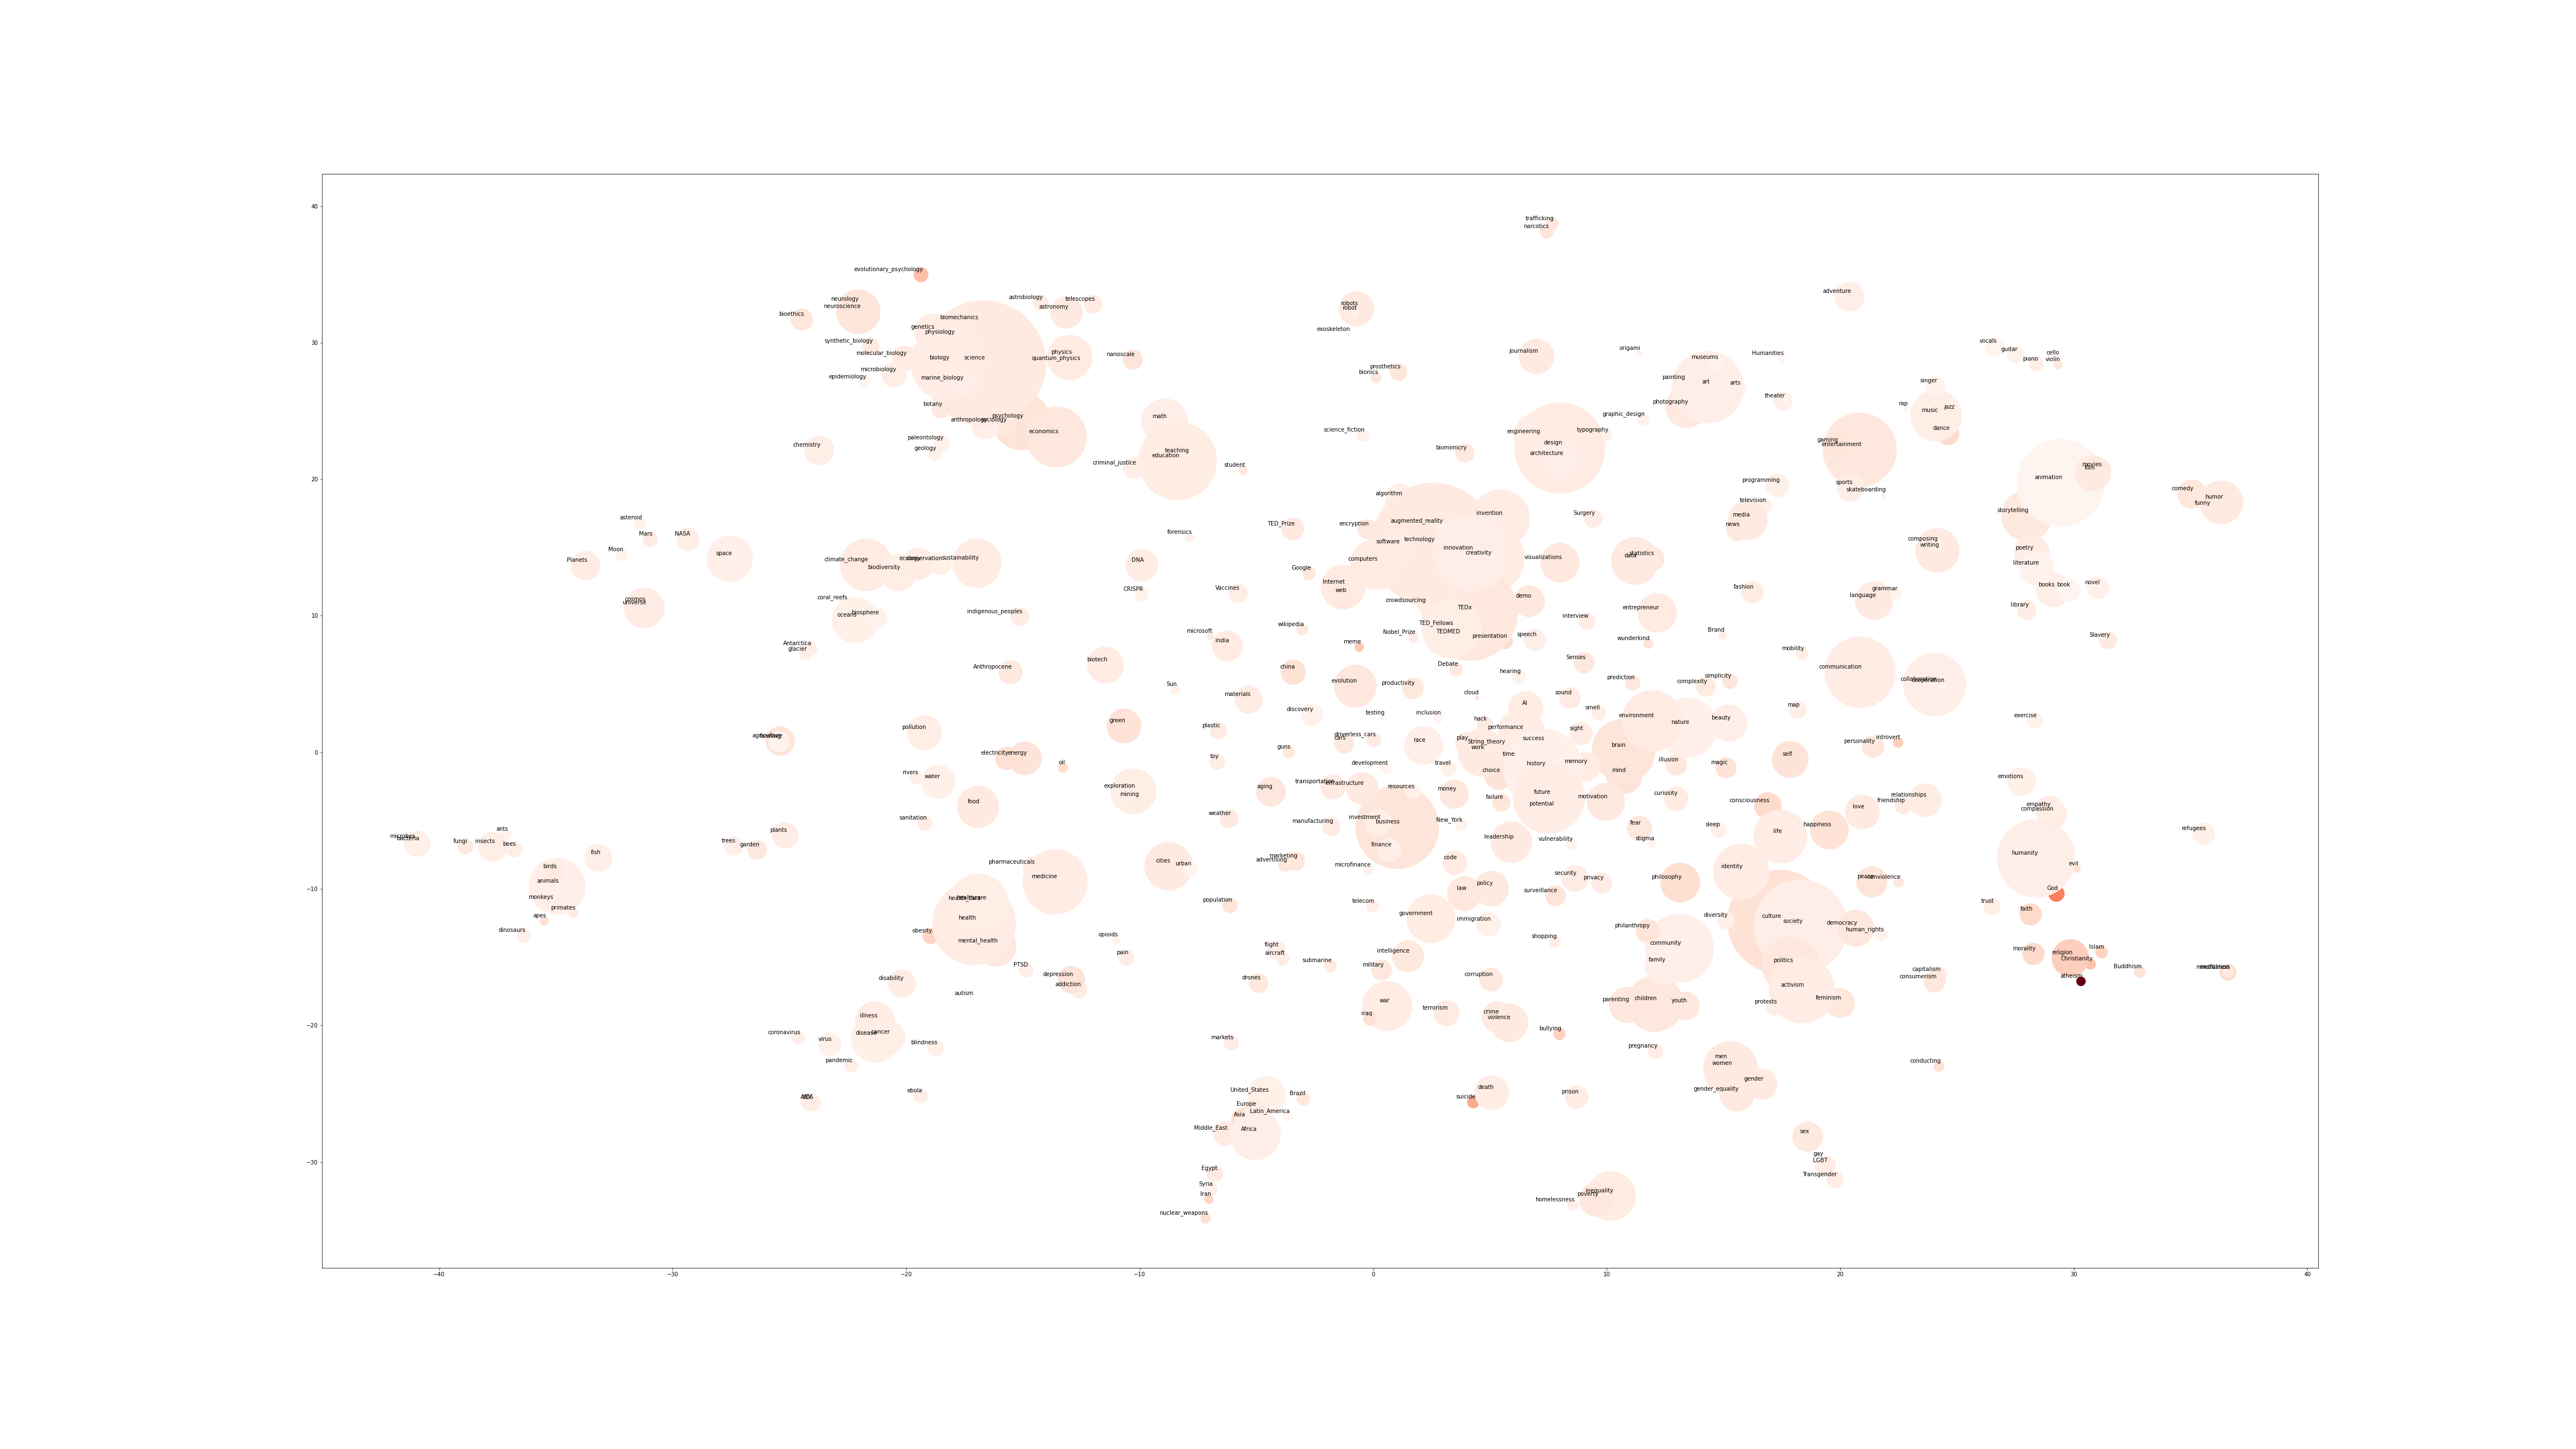 trafficking
narcotics
40
evolutionary_psychology
adventure
neurology
neuroscience
astrobiology
telescopes
astronomy
robots
robot
bioethics
biomechanics
genetics
physiology
exoskeleton
30
synthetic_biology
molecular_biology
biology
science
physics
quantum_physics
nanoscale
journalism
origami
museums
Humanities
vocals
guitar
piano
cello
violin
microbiology
epidemiology
marine_biology
prosthetics
bionics
painting
art
arts
singer
botany
psychology
anthropology
sociology
math
photography
theater
rap
music
jazz
graphic_design
economics
science_fiction
engineering
typography
dance
chemistry
paleontology
geology
teaching
education
biomimicry
design
architecture
gaming
entertainment
criminal_justice
student
movies
film
20
algorithm
programming
sports
skateboarding
animation
comedy
humor
funny
television
asteroid
TED_Prize
encryption
augmented_reality
invention
Surgery
media
news
storytelling
Mars
NASA
forensics
software
technology
innovation
creativity
composing
writing
Moon
space
Planets
climate_change
ecology
conservation
sustainability
biodiversity
DNA
Google
computers
visualizations
data
statistics
poetry
literature
CRISPR
Vaccines
Internet
web
fashion
grammar
language
books
book
novel
cosmos
universe
coral_reefs
oceans
biosphere
indigenous_peoples
crowdsourcing
TEDx
demo
entrepreneur
library
10
wikipedia
TED_Fellows
TEDMED
interview
Antarctica
glacier
microsoft
india
meme
Nobel_Prize
presentation
speech
wunderkind
Brand
Slavery
Anthropocene
biotech
china
Debate
Senses
mobility
communication
Sun
evolution
productivity
hearing
prediction
complexity
simplicity
collaboration
cooperation
materials
cloud
sound
pollution
green
discovery
testing
inclusion
AI
smell
environment
nature
beauty
map
exercise
plastic
hack
performance
sight
0
agriculture
farming
driverless_cars
cars
race
play
String_theory
work
success
brain
personality
introvert
electricity
energy
oil
toy
guns
time
history
memory
illusion
self
rivers
water
development
travel
choice
mind
magic
emotions
food
exploration
mining
aging
transportation
infrastructure
resources
money
failure
future
potential
motivation
curiosity
consciousness
love
friendship
relationships
empathy
compassion
sanitation
weather
manufacturing
investment
business
New_York
fear
sleep
life
happiness
refugees
microbes
bacteria
fungi
insects
ants
bees
plants
trees
garden
finance
leadership
vulnerability
stigma
birds
fish
animals
pharmaceuticals
medicine
cities
urban
marketing
advertising
microfinance
code
humanity
evil
-10
monkeys
primates
apes
dinosaurs
health_care
healthcare
health
mental_health
obesity
population
telecom
law
policy
surveillance
security
privacy
philosophy
identity
peace
nonviolence
God
government
immigration
philanthropy
diversity
culture
society
democracy
human_rights
trust
faith
opioids
pain
flight
aircraft
intelligence
shopping
community
family
politics
morality
religion
Islam
Christianity
Buddhism
mindfulness
atheism
disability
PTSD
depression
addiction
autism
drones
submarine
military
corruption
activism
protests
feminism
capitalism
consumerism
illness
war
iraq
terrorism
crime
violence
parenting
children
youth
-20
coronavirus
disease
cancer
virus
pandemic
blindness
markets
bullying
pregnancy
men
women
conducting
AIDS
ebola
United_States
Brazil
death
suicide
prison
gender
gender_equality
Europe
Asia
Latin_America
Africa
Middle_East
sex
gay
LGBT
-30
Egypt
Transgender
Syria
Iran
nuclear_weapons
homelessness
poverty
inequality
-40
-30
-20
-10
0
10
20
30
40